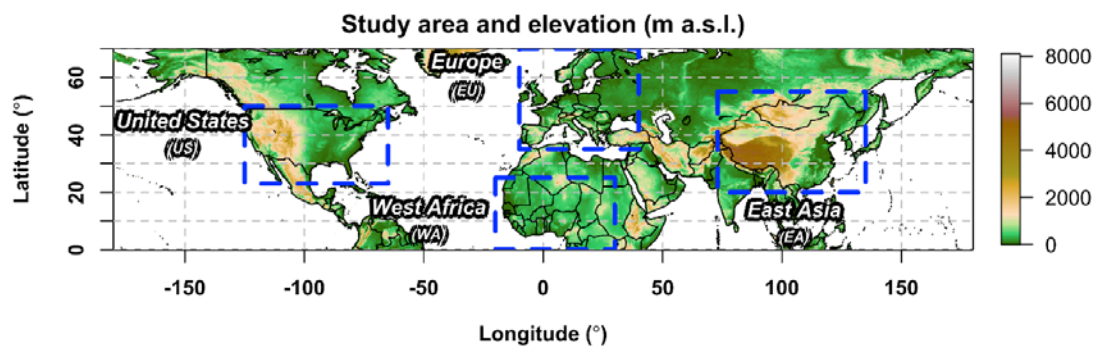 Study area and elevation (m a.s.l.)
Latitude (°)
60
40
20
0
Europe
(EU)
United States
(US)
West Africa
(WA)
East Asia
(EA)
8000
6000
4000
2000
0
-150
-100
-50
0
50
100
150
Longitude (°)